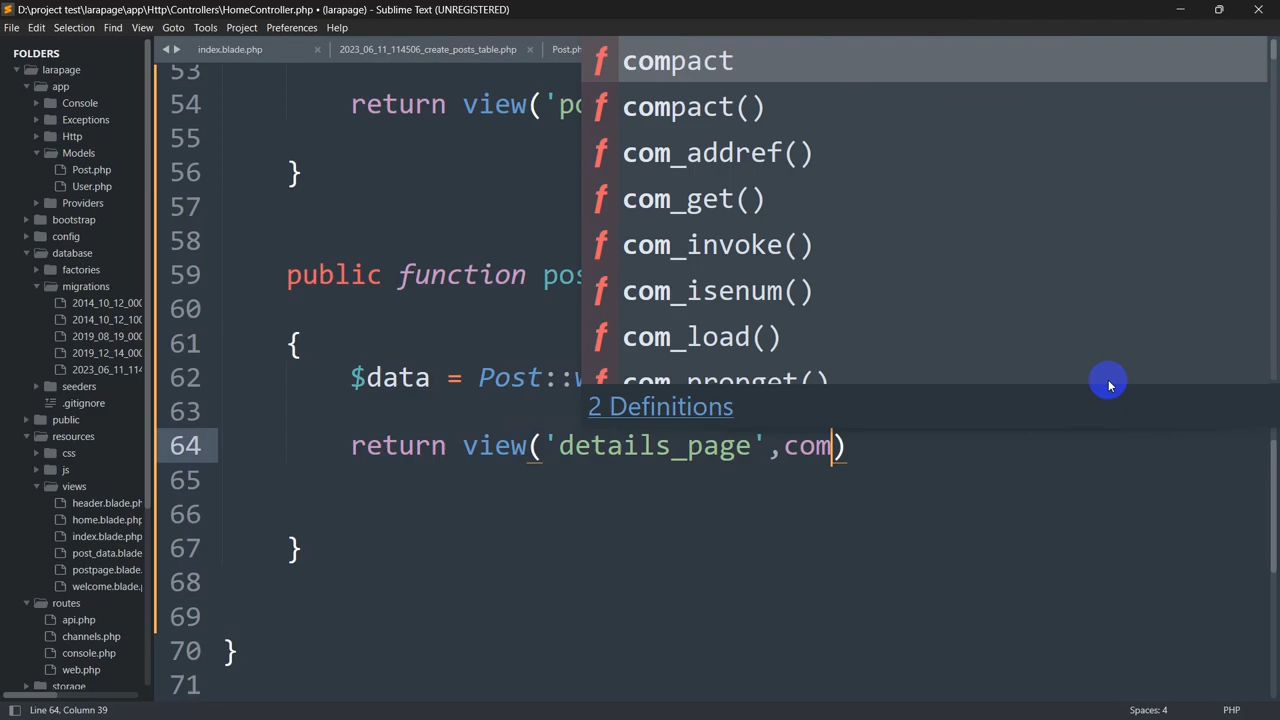 D:\project test\larapage\app\Http\Controllers\HomeController.php • (larapage) - Sublime Text (UNREGISTERED)
File Edit Selection Find View Goto Tools Project Preferences Help
FOLDERS
larapage
app
Console
Exceptions
Http
Models
Post.php
User.php
Providers
bootstrap
config
database
factories
migrations
2014_10_12_000
2014_10_12_100
2019_08_19_000
2019_12_14_000
2023_06_11_114
seeders
.gitignore
public
resources
css
js
views
header.blade.ph
home.blade.php
index.blade.php
post_data.blade
postpage.blade.
welcome.blade.p
routes
api.php
channels.php
console.php
web.php
storage
index.blade.php 2023_06_11_114506_create_posts_table.php Post.ph
53
54 return view('po
55
56 }
57
58
59 public function pos
60
61 {
62 $data = Post::w
63
64 return view('details_page',com)
65
66
67 }
68
69
70 }
71
f compact
f compact()
f com_addref()
f com_get()
f com_invoke()
f com_isenum()
f com_load()
f com_propget()
2 Definitions
Line 64, Column 39 Spaces: 4 PHP